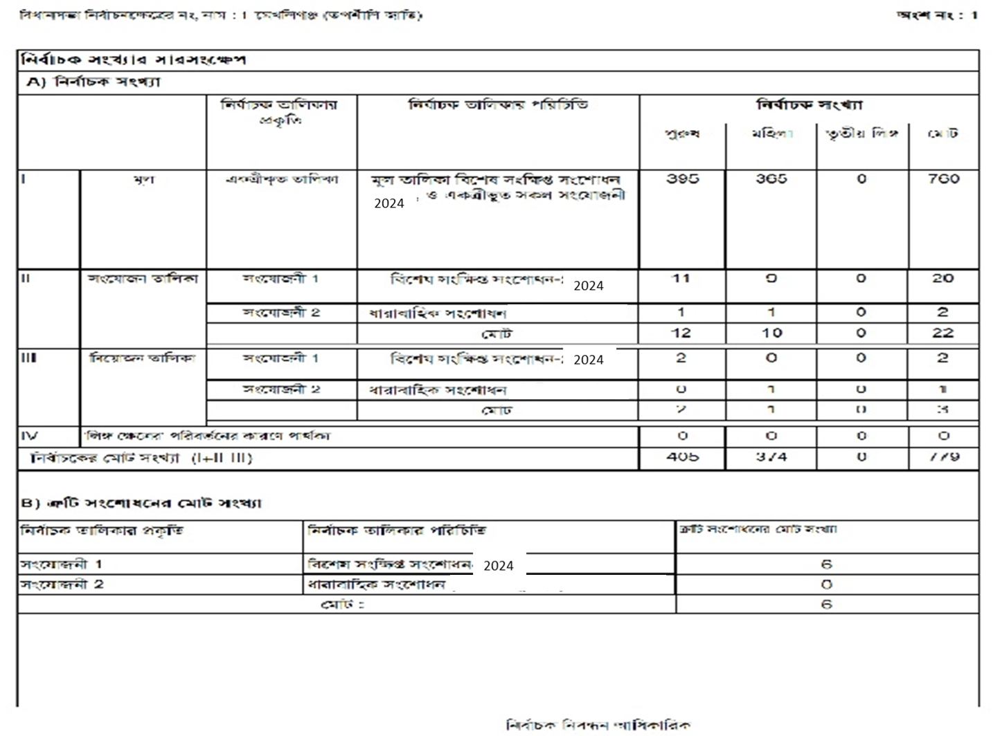 বিধানসভা নির্বাচনক্ষেত্রের নং, নাম : 1 মেখলিগঞ্জ (তপশীলি জাতি) অংশ নং : 1
নির্বাচক সংখ্যার সারসংক্ষেপ
A) নির্বাচক সংখ্যা
নির্বাচক তালিকার প্রকৃতি নির্বাচক তালিকার পরিচিতি নির্বাচক সংখ্যা
পুরুষ মহিলা তৃতীয় লিঙ্গ মোট
I মূল একত্রীকৃত তালিকা মূল তালিকা বিশেষ সংক্ষিপ্ত সংশোধন 395 365 0 760
2024 , ও একত্রীভূত সকল সংযোজনী
II সংযোজন তালিকা সংযোজনী 1 বিশেষ সংক্ষিপ্ত সংশোধন- 2024 11 9 0 20
সংযোজনী 2 ধারাবাহিক সংশোধন 1 1 0 2
মোট 12 10 0 22
III বিয়োজন তালিকা সংযোজনী 1 বিশেষ সংক্ষিপ্ত সংশোধন- 2024 2 0 0 2
সংযোজনী 2 ধারাবাহিক সংশোধন 0 1 0 1
মোট 2 1 0 3
IV লিঙ্গ ক্ষেত্রের পরিবর্তনের কারণে পার্থক্য 0 0 0 0
নির্বাচকের মোট সংখ্যা (I+II-III) 405 374 0 779
B) ত্রুটি সংশোধনের মোট সংখ্যা
নির্বাচক তালিকার প্রকৃতি নির্বাচক তালিকার পরিচিতি ত্রুটি সংশোধনের মোট সংখ্যা
সংযোজনী 1 বিশেষ সংক্ষিপ্ত সংশোধন- 2024 6
সংযোজনী 2 ধারাবাহিক সংশোধন 0
মোট : 6
নির্বাচক নিবন্ধন আধিকারিক